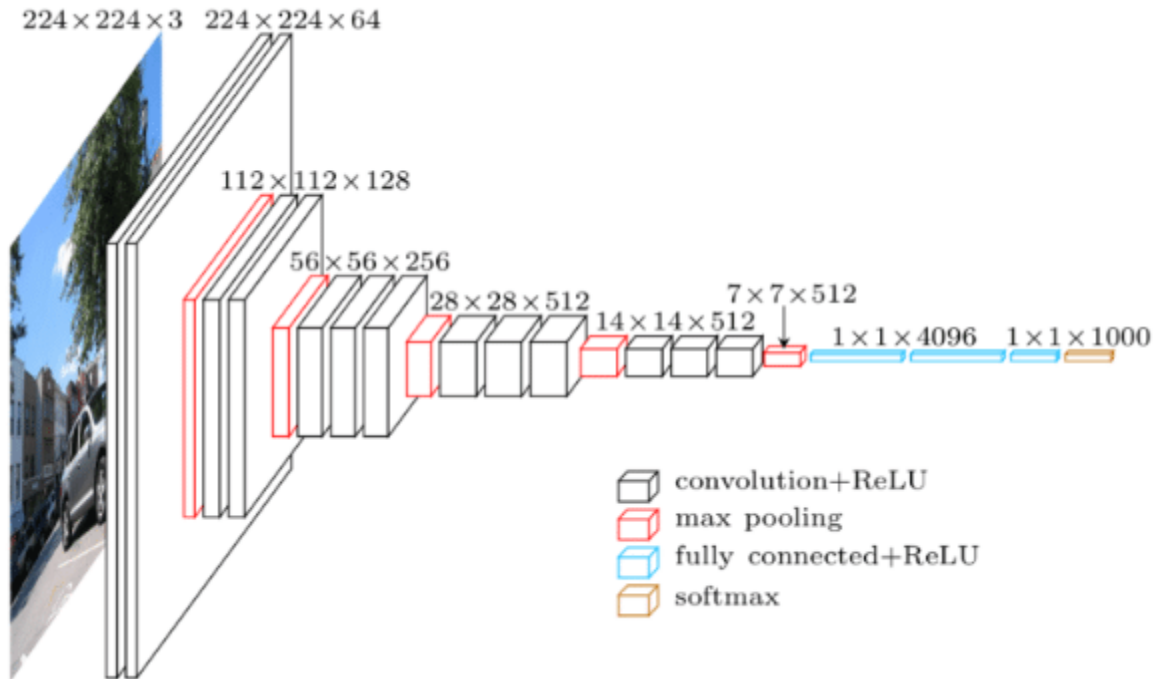 224×224×3
224×224×64
112×112×128
56×56×256
28×28×512
14×14×512
7×7×512
1×1×4096
1×1×1000
convolution+ReLU
max pooling
fully connected+ReLU
softmax